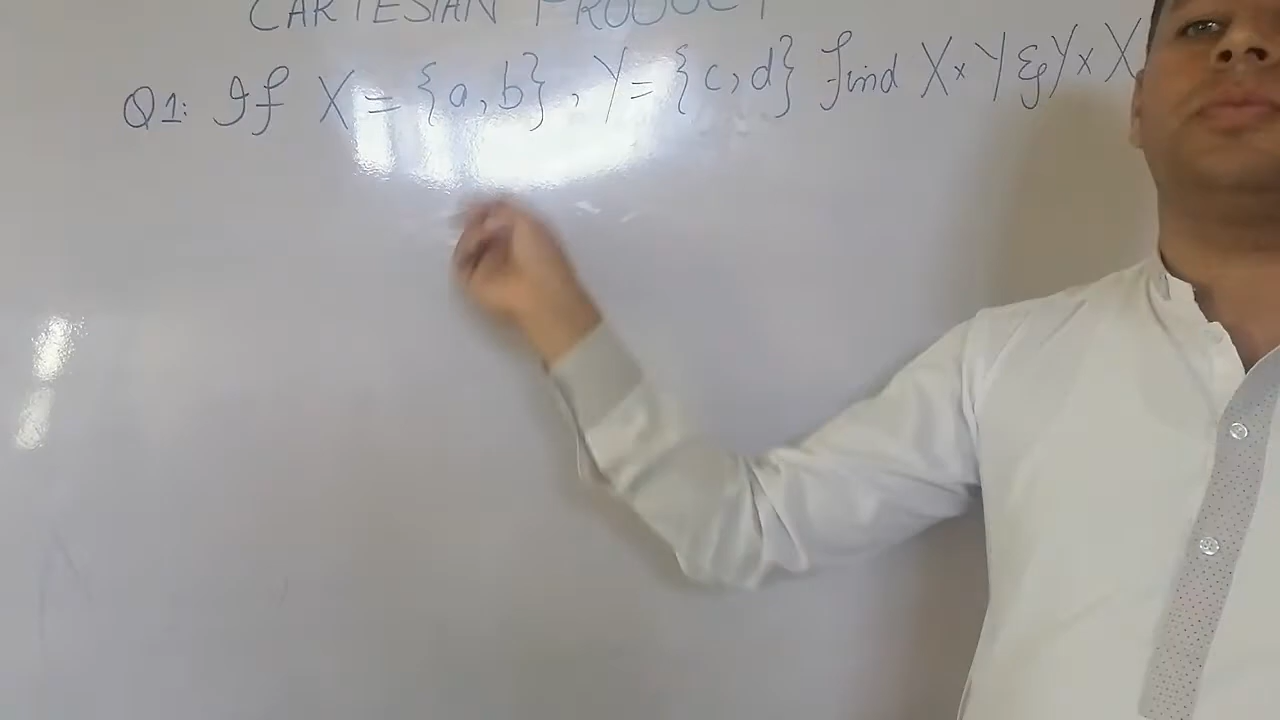 CARTESIAN PRODUCT
Q1: If X = {a, b}, Y = {c, d} find X × Y & Y × X